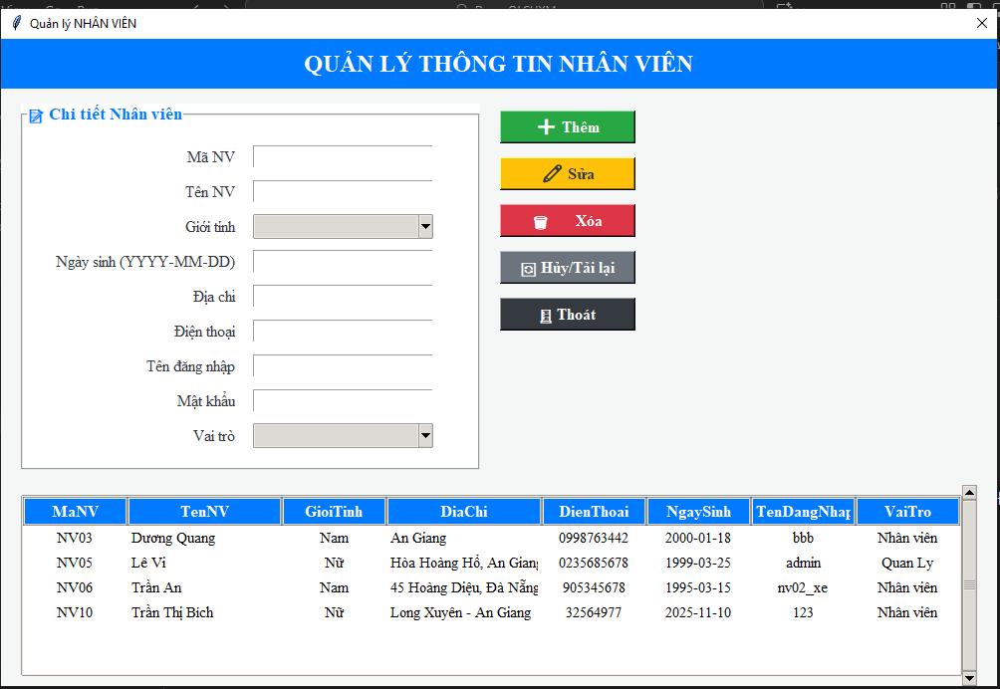 Quản lý NHÂN VIÊN
QUẢN LÝ THÔNG TIN NHÂN VIÊN
Chi tiết Nhân viên
Mã NV
Tên NV
Giới tính
Ngày sinh (YYYY-MM-DD)
Địa chỉ
Điện thoại
Tên đăng nhập
Mật khẩu
Vai trò
Thêm
Sửa
Xóa
Hủy/Tải lại
Thoát
MaNV TenNV GioiTinh DiaChi DienThoai NgaySinh TenDangNhap VaiTro
NV03 Dương Quang Nam An Giang 0998763442 2000-01-18 bbb Nhân viên
NV05 Lê Vi Nữ Hòa Hoàng Hổ, An Giang 0235685678 1999-03-25 admin Quan Ly
NV06 Trần An Nam 45 Hoàng Diệu, Đà Nẵng 905345678 1995-03-15 nv02_xe Nhân viên
NV10 Trần Thị Bích Nữ Long Xuyên - An Giang 32564977 2025-11-10 123 Nhân viên